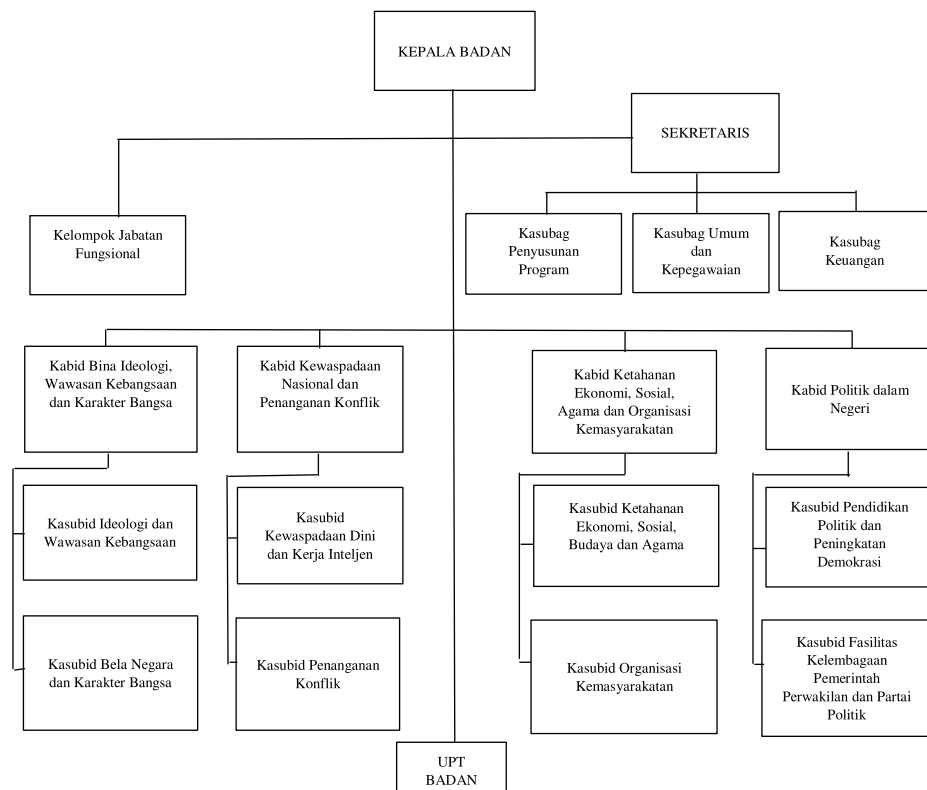 KEPALA BADAN
SEKRETARIS
Kelompok Jabatan
Fungsional
Kasubag
Penyusunan
Program
Kasubag Umum
dan
Kepegawaian
Kasubag
Keuangan
Kabid Bina Ideologi,
Wawasan Kebangsaan
dan Karakter Bangsa
Kabid Kewaspadaan
Nasional dan
Penanganan Konflik
Kabid Ketahanan
Ekonomi, Sosial,
Agama dan Organisasi
Kemasyarakatan
Kabid Politik dalam
Negeri
Kasubid Ideologi dan
Wawasan Kebangsaan
Kasubid
Kewaspadaan Dini
dan Kerja Inteljen
Kasubid Ketahanan
Ekonomi, Sosial,
Budaya dan Agama
Kasubid Pendidikan
Politik dan
Peningkatan
Demokrasi
Kasubid Bela Negara
dan Karakter Bangsa
Kasubid Penanganan
Konflik
Kasubid Organisasi
Kemasyarakatan
Kasubid Fasilitas
Kelembagaan
Pemerintah
Perwakilan dan Partai
Politik
UPT
BADAN